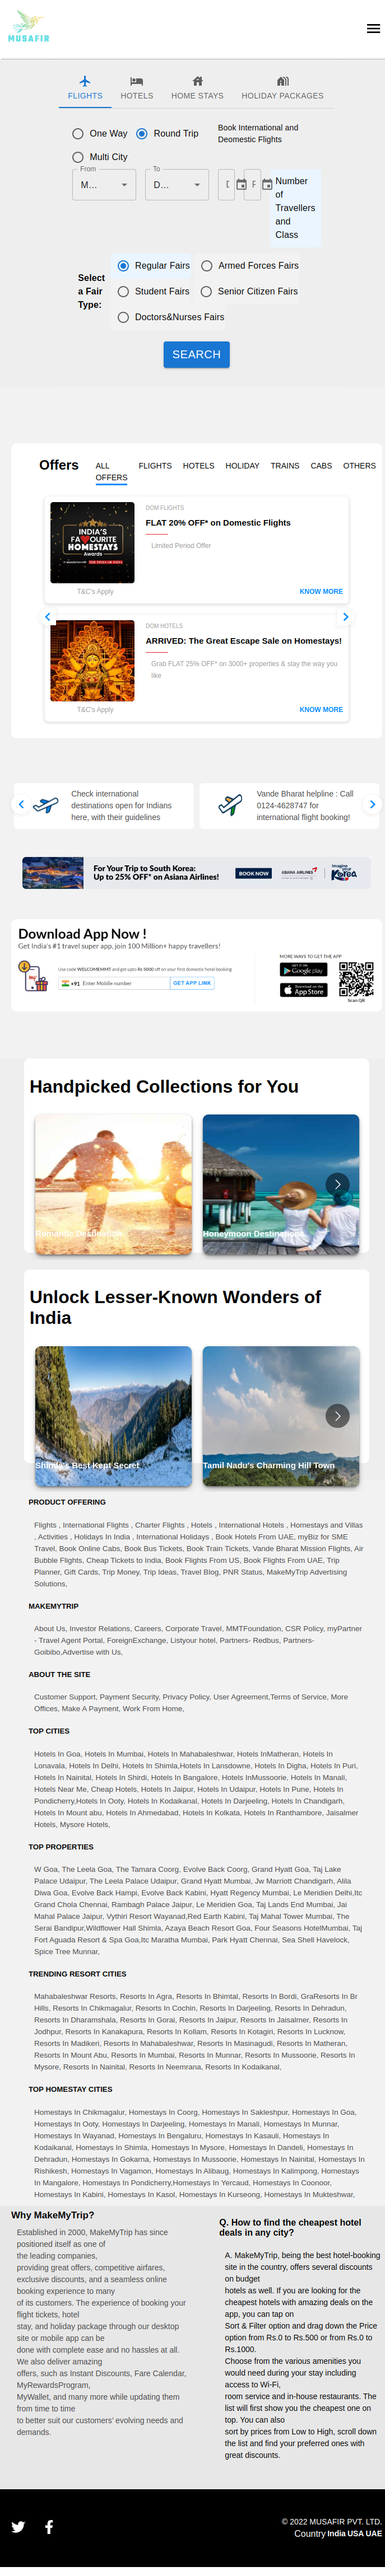 MUSAFIR
FLIGHTS
HOTELS
HOME STAYS
HOLIDAY PACKAGES
One Way
Round Trip
Multi City
Book International and
Deomestic Flights
From
M...
To
D...
Number
of
Travellers
and
Class
Select
a Fair
Type:
Regular Fairs
Armed Forces Fairs
Student Fairs
Senior Citizen Fairs
Doctors&Nurses Fairs
SEARCH
Offers
ALL
OFFERS
FLIGHTS
HOTELS
HOLIDAY
TRAINS
CABS
OTHERS
INDIA'S
FAVOURITE
HOMESTAYS
Awards
DOM FLIGHTS
FLAT 20% OFF* on Domestic Flights
Limited Period Offer
T&C's Apply
KNOW MORE
DOM HOTELS
ARRIVED: The Great Escape Sale on Homestays!
Grab FLAT 25% OFF* on 3000+ properties & stay the way you
like
T&C's Apply
KNOW MORE
Check international
destinations open for Indians
here, with their guidelines
Vande Bharat helpline : Call
0124-4628747 for
international flight booking!
For Your Trip to South Korea:
Up to 25% OFF* on Asiana Airlines!
BOOK NOW
ASIANA AIRLINES
Imagine
your
Korea
Download App Now !
Get India's #1 travel super app, join 100 Million+ happy travellers!
Use code WELCOMEMMT and get upto Rs 5000 off on your first domestic hotel booking
+91 Enter Mobile number
GET APP LINK
MORE WAYS TO GET THE APP
Google Play
App Store
Scan QR
Handpicked Collections for You
Romantic Destination
Honeymoon Destinations
Unlock Lesser-Known Wonders of
India
Shimla's Best Kept Secret
Tamil Nadu's Charming Hill Town
PRODUCT OFFERING
Flights , International Flights , Charter Flights , Hotels , International Hotels , Homestays and Villas
, Activities , Holidays In India , International Holidays , Book Hotels From UAE, myBiz for SME
Travel, Book Online Cabs, Book Bus Tickets, Book Train Tickets, Vande Bharat Mission Flights, Air
Bubble Flights, Cheap Tickets to India, Book Flights From US, Book Flights From UAE, Trip
Planner, Gift Cards, Trip Money, Trip Ideas, Travel Blog, PNR Status, MakeMyTrip Advertising
Solutions,
MAKEMYTRIP
About Us, Investor Relations, Careers, Corporate Travel, MMTFoundation, CSR Policy, myPartner
- Travel Agent Portal, ForeignExchange, Listyour hotel, Partners- Redbus, Partners-
Goibibo,Advertise with Us,
ABOUT THE SITE
Customer Support, Payment Security, Privacy Policy, User Agreement,Terms of Service, More
Offices, Make A Payment, Work From Home,
TOP CITIES
Hotels In Goa, Hotels In Mumbai, Hotels In Mahabaleshwar, Hotels InMatheran, Hotels In
Lonavala, Hotels In Delhi, Hotels In Shimla,Hotels In Lansdowne, Hotels In Digha, Hotels In Puri,
Hotels In Nainital, Hotels In Shirdi, Hotels In Bangalore, Hotels InMussoorie, Hotels In Manali,
Hotels Near Me, Cheap Hotels, Hotels In Jaipur, Hotels In Udaipur, Hotels In Pune, Hotels In
Pondicherry,Hotels In Ooty, Hotels In Kodaikanal, Hotels In Darjeeling, Hotels In Chandigarh,
Hotels In Mount abu, Hotels In Ahmedabad, Hotels In Kolkata, Hotels In Ranthambore, Jaisalmer
Hotels, Mysore Hotels,
TOP PROPERTIES
W Goa, The Leela Goa, The Tamara Coorg, Evolve Back Coorg, Grand Hyatt Goa, Taj Lake
Palace Udaipur, The Leela Palace Udaipur, Grand Hyatt Mumbai, Jw Marriott Chandigarh, Alila
Diwa Goa, Evolve Back Hampi, Evolve Back Kabini, Hyatt Regency Mumbai, Le Meridien Delhi,Itc
Grand Chola Chennai, Rambagh Palace Jaipur, Le Meridien Goa, Taj Lands End Mumbai, Jai
Mahal Palace Jaipur, Vythiri Resort Wayanad,Red Earth Kabini, Taj Mahal Tower Mumbai, The
Serai Bandipur,Wildflower Hall Shimla, Azaya Beach Resort Goa, Four Seasons HotelMumbai, Taj
Fort Aguada Resort & Spa Goa,Itc Maratha Mumbai, Park Hyatt Chennai, Sea Shell Havelock,
Spice Tree Munnar,
TRENDING RESORT CITIES
Mahabaleshwar Resorts, Resorts In Agra, Resorts In Bhimtal, Resorts In Bordi, GraResorts In Br
Hills, Resorts In Chikmagalur, Resorts In Cochin, Resorts In Darjeeling, Resorts In Dehradun,
Resorts In Dharamshala, Resorts In Gorai, Resorts In Jaipur, Resorts In Jaisalmer, Resorts In
Jodhpur, Resorts In Kanakapura, Resorts In Kollam, Resorts In Kotagiri, Resorts In Lucknow,
Resorts In Madikeri, Resorts In Mahabaleshwar, Resorts In Masinagudi, Resorts In Matheran,
Resorts In Mount Abu, Resorts In Mumbai, Resorts In Munnar, Resorts In Mussoorie, Resorts In
Mysore, Resorts In Nainital, Resorts In Neemrana, Resorts In Kodaikanal,
TOP HOMESTAY CITIES
Homestays In Chikmagalur, Homestays In Coorg, Homestays In Sakleshpur, Homestays In Goa,
Homestays In Ooty, Homestays In Darjeeling, Homestays In Manali, Homestays In Munnar,
Homestays In Wayanad, Homestays In Bengaluru, Homestays In Kasauli, Homestays In
Kodaikanal, Homestays In Shimla, Homestays In Mysore, Homestays In Dandeli, Homestays In
Dehradun, Homestays In Gokarna, Homestays In Mussoorie, Homestays In Nainital, Homestays In
Rishikesh, Homestays In Vagamon, Homestays In Alibaug, Homestays In Kalimpong, Homestays
In Mangalore, Homestays In Pondicherry,Homestays In Yercaud, Homestays In Coonoor,
Homestays In Kabini, Homestays In Kasol, Homestays In Kurseong, Homestays In Mukteshwar,
Why MakeMyTrip?
Established in 2000, MakeMyTrip has since
positioned itself as one of
the leading companies,
providing great offers, competitive airfares,
exclusive discounts, and a seamless online
booking experience to many
of its customers. The experience of booking your
flight tickets, hotel
stay, and holiday package through our desktop
site or mobile app can be
done with complete ease and no hassles at all.
We also deliver amazing
offers, such as Instant Discounts, Fare Calendar,
MyRewardsProgram,
MyWallet, and many more while updating them
from time to time
to better suit our customers' evolving needs and
demands.
Q. How to find the cheapest hotel
deals in any city?
A. MakeMyTrip, being the best hotel-booking
site in the country, offers several discounts
on budget
hotels as well. If you are looking for the
cheapest hotels with amazing deals on the
app, you can tap on
Sort & Filter option and drag down the Price
option from Rs.0 to Rs.500 or from Rs.0 to
Rs.1000.
Choose from the various amenities you
would need during your stay including
access to Wi-Fi,
room service and in-house restaurants. The
list will first show you the cheapest one on
top. You can also
sort by prices from Low to High, scroll down
the list and find your preferred ones with
great discounts.
© 2022 MUSAFIR PVT. LTD.
Country India USA UAE